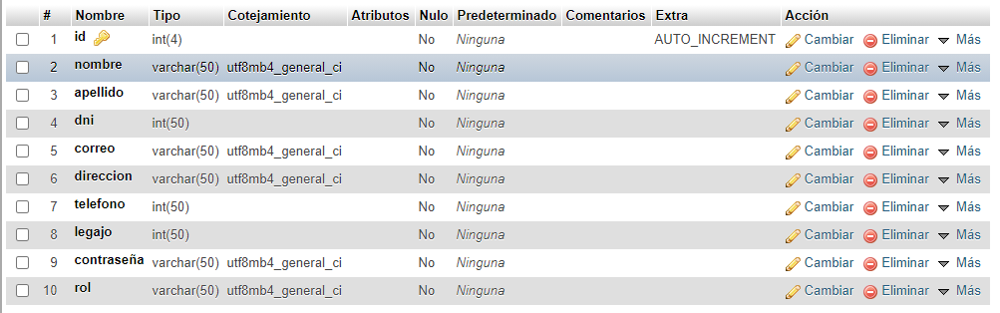 # Nombre Tipo Cotejamiento Atributos Nulo Predeterminado Comentarios Extra Acción
1 id int(4) No Ninguna AUTO_INCREMENT Cambiar Eliminar Más
2 nombre varchar(50) utf8mb4_general_ci No Ninguna Cambiar Eliminar Más
3 apellido varchar(50) utf8mb4_general_ci No Ninguna Cambiar Eliminar Más
4 dni int(50) No Ninguna Cambiar Eliminar Más
5 correo varchar(50) utf8mb4_general_ci No Ninguna Cambiar Eliminar Más
6 direccion varchar(50) utf8mb4_general_ci No Ninguna Cambiar Eliminar Más
7 telefono int(50) No Ninguna Cambiar Eliminar Más
8 legajo int(50) No Ninguna Cambiar Eliminar Más
9 contraseña varchar(50) utf8mb4_general_ci No Ninguna Cambiar Eliminar Más
10 rol varchar(50) utf8mb4_general_ci No Ninguna Cambiar Eliminar Más